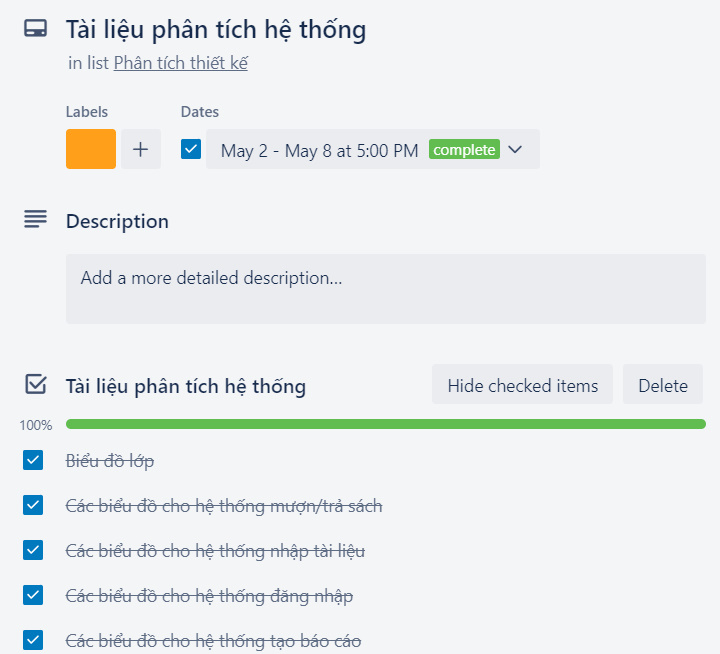 Tài liệu phân tích hệ thống
in list Phân tích thiết kế
Labels Dates
May 2 - May 8 at 5:00 PM complete
Description
Add a more detailed description...
Tài liệu phân tích hệ thống Hide checked items Delete
100%
Biểu đồ lớp
Các biểu đồ cho hệ thống mượn/trả sách
Các biểu đồ cho hệ thống nhập tài liệu
Các biểu đồ cho hệ thống đăng nhập
Các biểu đồ cho hệ thống tạo báo cáo